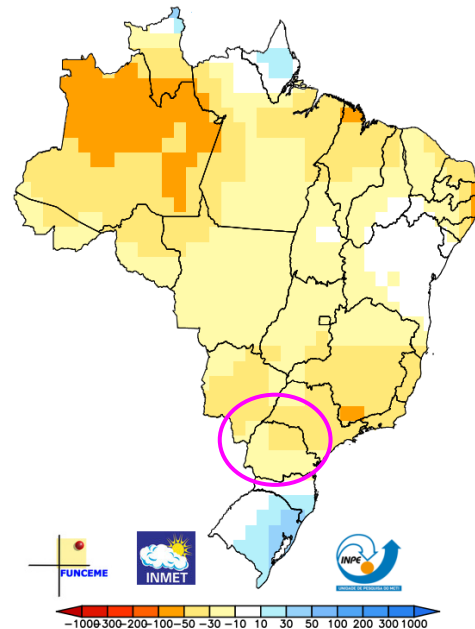 FUNCEME
INMET
INPE
UNIDADE DE PESQUISA DO MCTI
-1000-300-200-100-50 -30 -10 10 30 50 100 200 300 1000